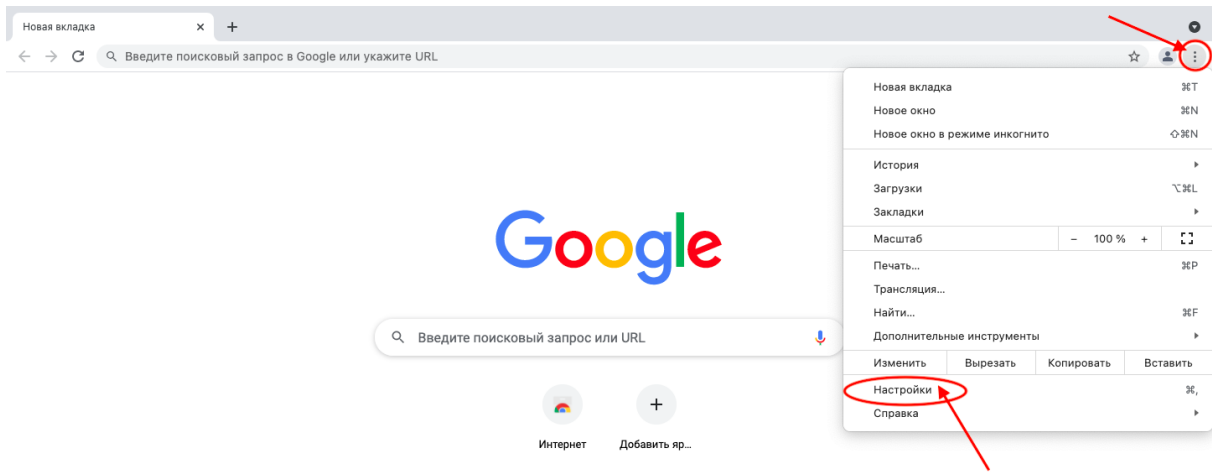 Новая вкладка
Введите поисковый запрос в Google или укажите URL
Новая вкладка ⌘T
Новое окно ⌘N
Новое окно в режиме инкогнито ⇧⌘N
История
Загрузки ⌥⌘L
Закладки
Масштаб − 100 % +
Печать... ⌘P
Трансляция...
Найти... ⌘F
Дополнительные инструменты
Изменить Вырезать Копировать Вставить
Настройки ⌘,
Справка
Google
Введите поисковый запрос или URL
Интернет Добавить яр...